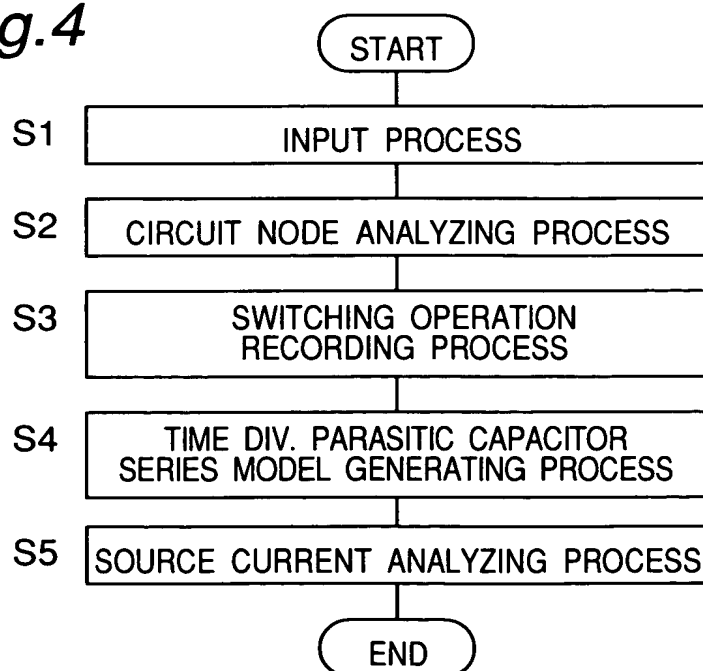 g.4
START
S1
INPUT PROCESS
S2
CIRCUIT NODE ANALYZING PROCESS
S3
SWITCHING OPERATION
RECORDING PROCESS
S4
TIME DIV. PARASITIC CAPACITOR
SERIES MODEL GENERATING PROCESS
S5
SOURCE CURRENT ANALYZING PROCESS
END